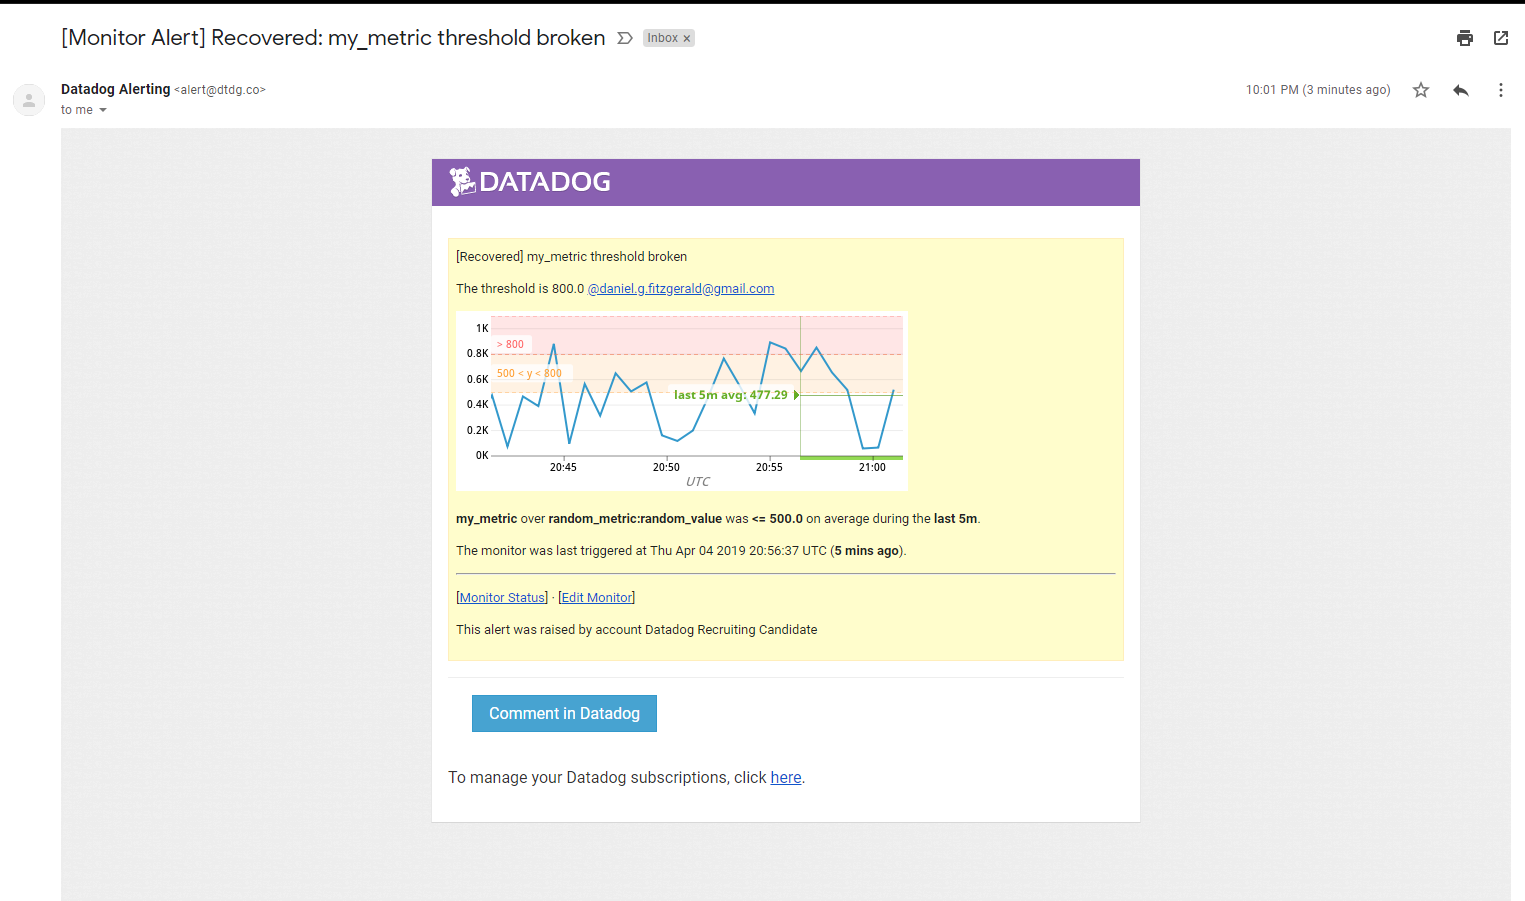 [Monitor Alert] Recovered: my_metric threshold broken Inbox ×
Datadog Alerting <alert@dtdg.co> 10:01 PM (3 minutes ago)
to me
DATADOG
[Recovered] my_metric threshold broken
The threshold is 800.0 @daniel.g.fitzgerald@gmail.com
1K
> 800
0.8K
500 < y < 800
0.6K
last 5m avg: 477.29
0.4K
0.2K
0K
20:45 20:50 20:55 21:00
UTC
my_metric over random_metric:random_value was <= 500.0 on average during the last 5m.
The monitor was last triggered at Thu Apr 04 2019 20:56:37 UTC (5 mins ago).
[Monitor Status] · [Edit Monitor]
This alert was raised by account Datadog Recruiting Candidate
Comment in Datadog
To manage your Datadog subscriptions, click here.